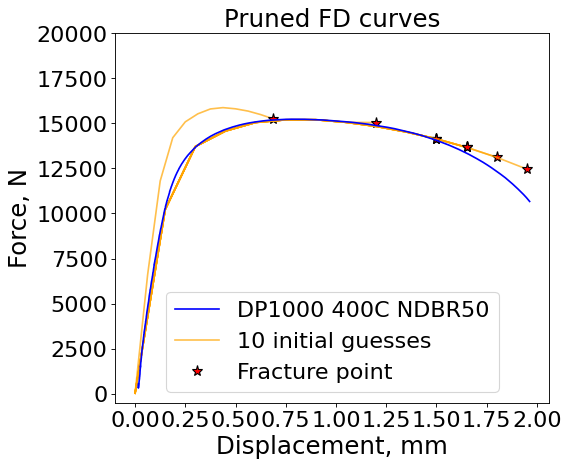 Pruned FD curves
Force, N
20000
17500
15000
12500
10000
7500
5000
2500
0
DP1000 400C NDBR50
10 initial guesses
Fracture point
0.00 0.25 0.50 0.75 1.00 1.25 1.50 1.75 2.00
Displacement, mm